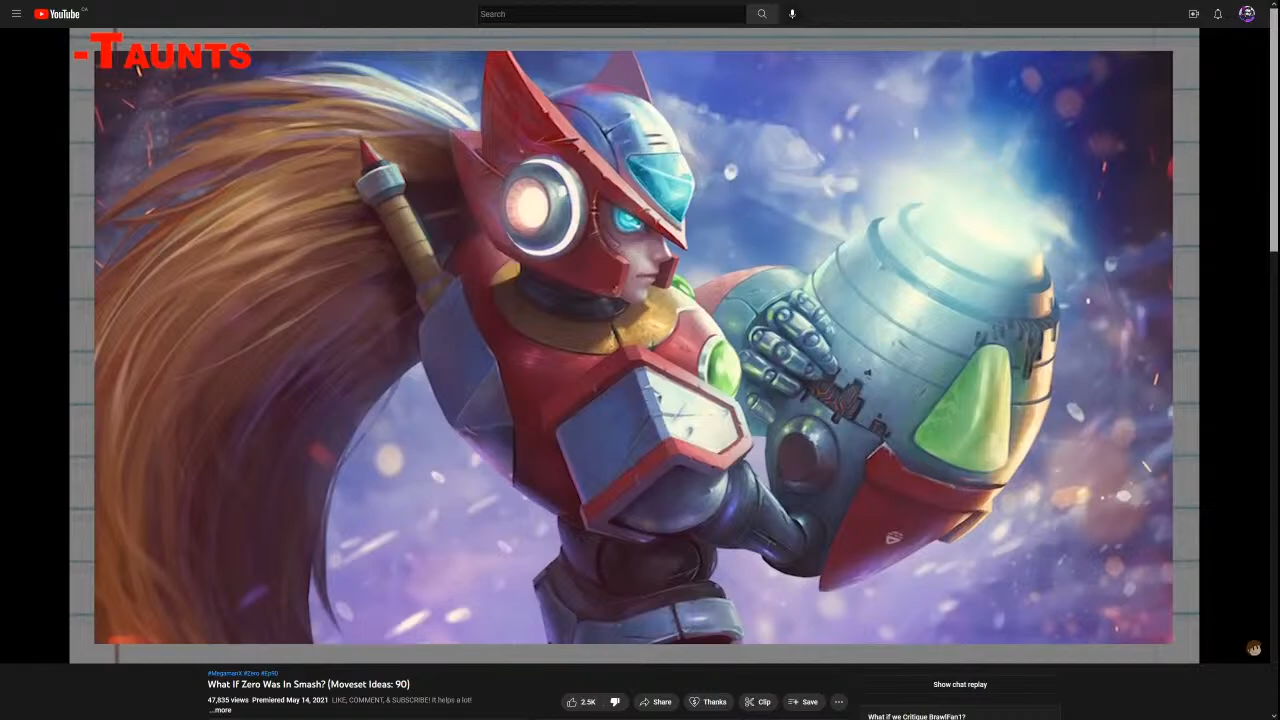 YouTube CA
Search
-TAUNTS
#MegamanX #Zero #Ep90
What If Zero Was In Smash? (Moveset Ideas: 90)
47,835 views Premiered May 14, 2021 LIKE, COMMENT, & SUBSCRIBE! It helps a lot!
...more
2.5K
Share
Thanks
Clip
Save
Show chat replay
What if we Critique BrawlFan1?